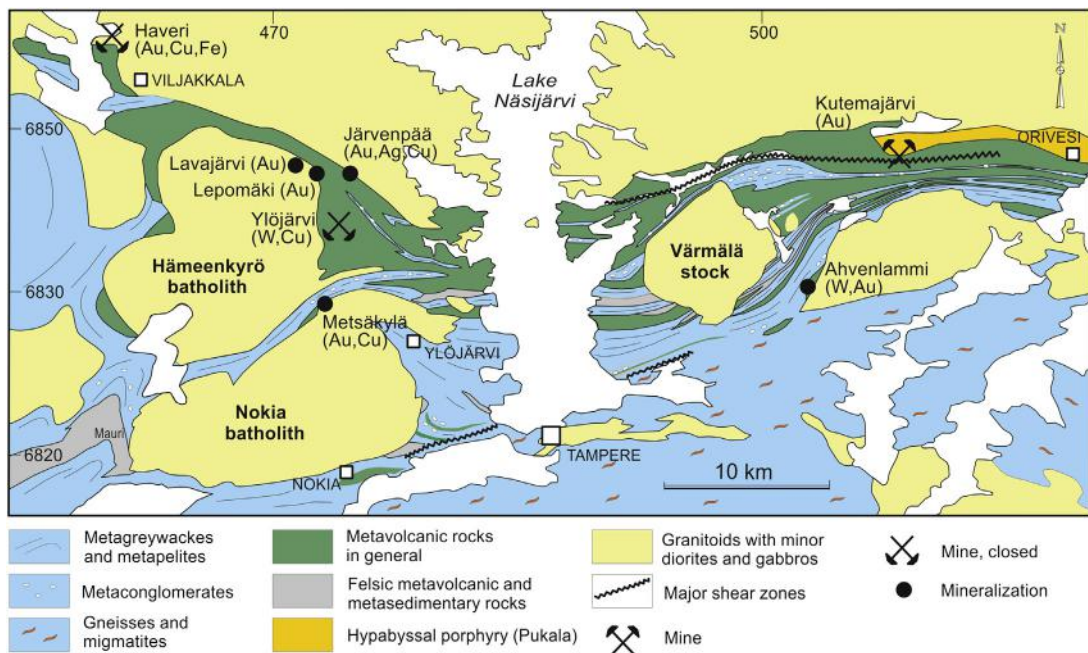 470
500
N
Haveri
(Au,Cu,Fe)
VILJAKKALA
Lake
Näsijärvi
Kutemajärvi
(Au)
ORIVESI
6850
Järvenpää
(Au,Ag,Cu)
Lavajärvi (Au)
Lepomäki (Au)
Ylöjärvi
(W,Cu)
Hämeenkyrö
batholith
Värmälä
stock
Ahvenlammi
(W,Au)
6830
Metsäkylä
(Au,Cu)
YLÖJÄRVI
Nokia
batholith
Mauri
6820
NOKIA
TAMPERE
10 km
Metagreywackes
and metapelites
Metavolcanic rocks
in general
Granitoids with minor
diorites and gabbros
Mine, closed
Metaconglomerates
Felsic metavolcanic and
metasedimentary rocks
Major shear zones
Mineralization
Gneisses and
migmatites
Hypabyssal porphyry (Pukala)
Mine